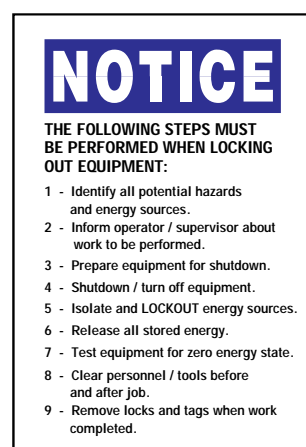 NOTICE
THE FOLLOWING STEPS MUST
BE PERFORMED WHEN LOCKING
OUT EQUIPMENT:
1 - Identify all potential hazards
and energy sources.
2 - Inform operator / supervisor about
work to be performed.
3 - Prepare equipment for shutdown.
4 - Shutdown / turn off equipment.
5 - Isolate and LOCKOUT energy sources.
6 - Release all stored energy.
7 - Test equipment for zero energy state.
8 - Clear personnel / tools before
and after job.
9 - Remove locks and tags when work
completed.